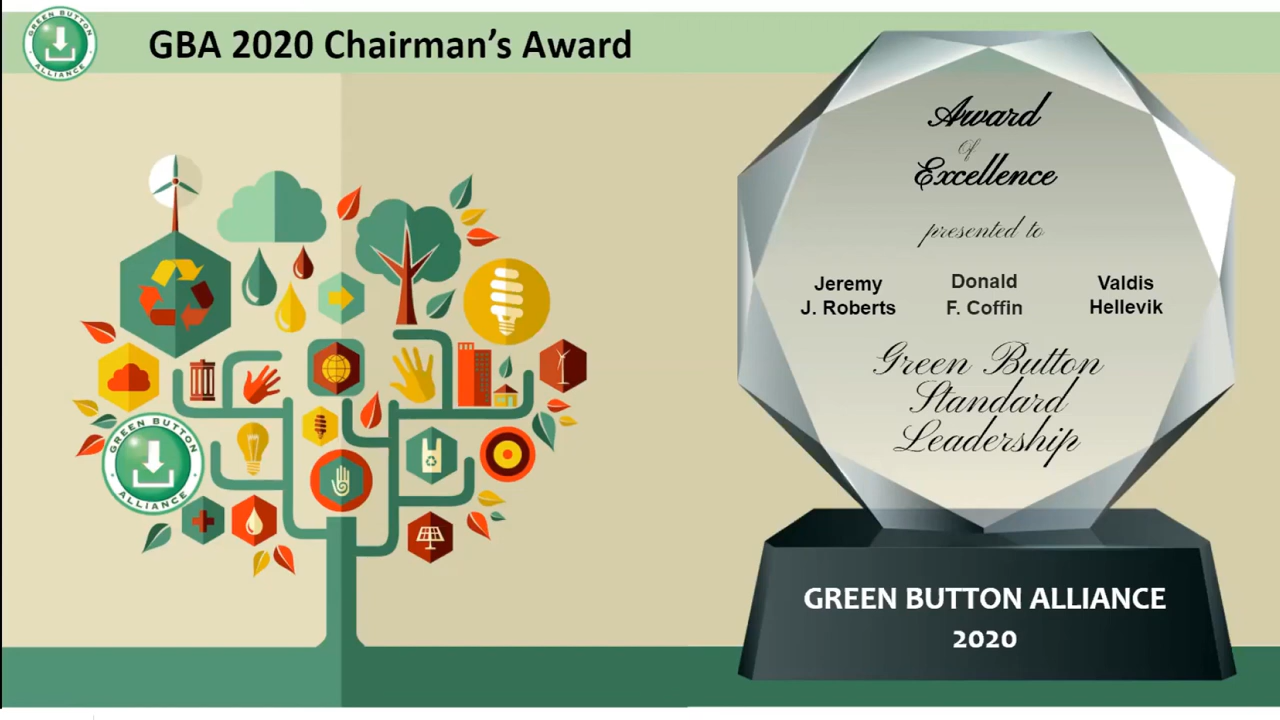 GREEN BUTTON
ALLIANCE
GBA 2020 Chairman's Award
Award
Of
Excellence
presented to
Jeremy
J. Roberts
Donald
F. Coffin
Valdis
Hellevik
Green Button
Standard
Leadership
GREEN BUTTON ALLIANCE
2020
GREEN BUTTON
ALLIANCE